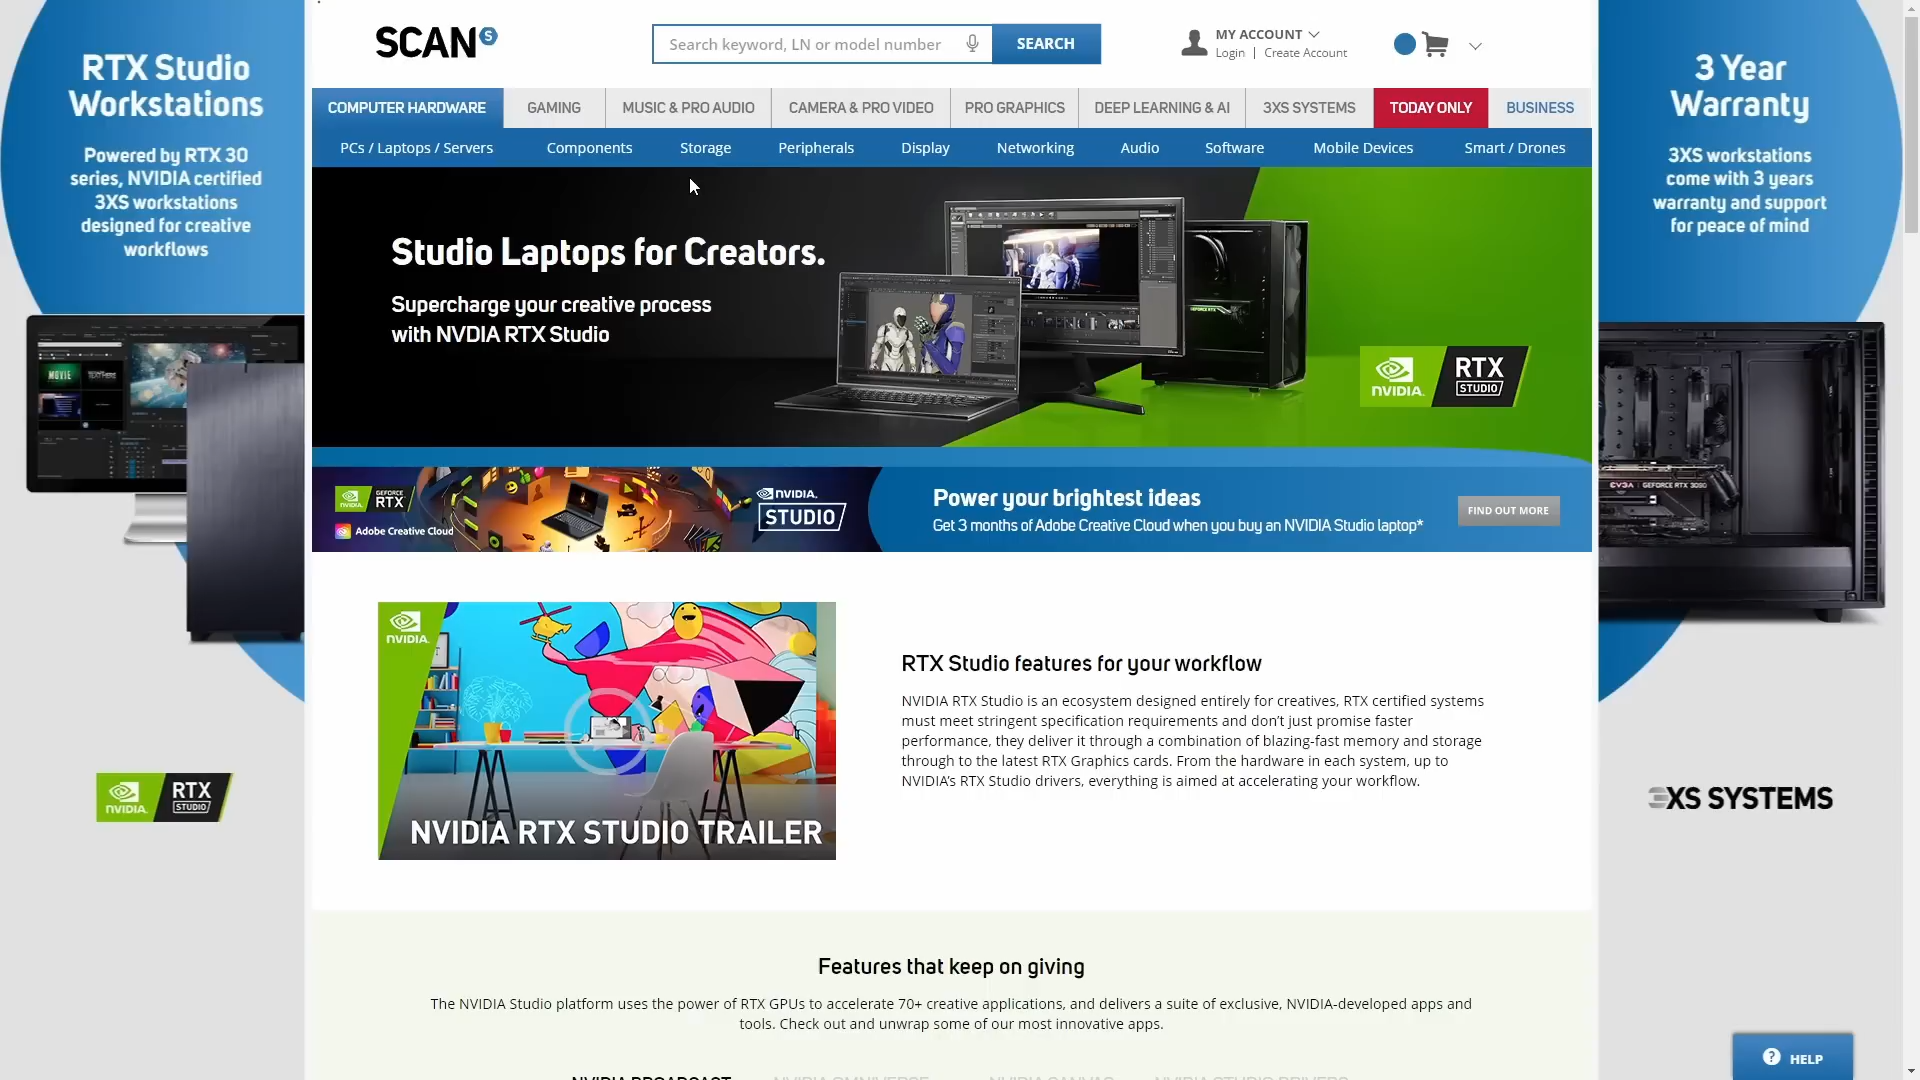 SCAN S
Search keyword, LN or model number
SEARCH
MY ACCOUNT
Login | Create Account
COMPUTER HARDWARE
GAMING
MUSIC & PRO AUDIO
CAMERA & PRO VIDEO
PRO GRAPHICS
DEEP LEARNING & AI
3XS SYSTEMS
TODAY ONLY
BUSINESS
PCs / Laptops / Servers
Components
Storage
Peripherals
Display
Networking
Audio
Software
Mobile Devices
Smart / Drones
RTX Studio
Workstations
Powered by RTX 30
series, NVIDIA certified
3XS workstations
designed for creative
workflows
MOVIE
NVIDIA.
RTX
STUDIO
Studio Laptops for Creators.
Supercharge your creative process
with NVDIA RTX Studio
GEFORCE RTX
NVIDIA.
RTX
STUDIO
NVIDIA.
GEFORCE
RTX
Adobe Creative Cloud
NVIDIA.
STUDIO
Power your brightest ideas
Get 3 months of Adobe Creative Cloud when you buy an NVIDIA Studio laptop*
FIND OUT MORE
NVIDIA.
NVIDIA RTX STUDIO TRAILER
RTX Studio features for your workflow
NVIDIA RTX Studio is an ecosystem designed entirely for creatives, RTX certified systems
must meet stringent specification requirements and don’t just promise faster
performance, they deliver it through a combination of blazing-fast memory and storage
through to the latest RTX Graphics cards. From the hardware in each system, up to
NVIDIA’s RTX Studio drivers, everything is aimed at accelerating your workflow.
Features that keep on giving
The NVIDIA Studio platform uses the power of RTX GPUs to accelerate 70+ creative applications, and delivers a suite of exclusive, NVIDIA-developed apps and
tools. Check out and unwrap some of our most innovative apps.
NVIDIA BROADCAST
NVIDIA OMNIVERSE
NVIDIA CANVAS
NVIDIA STUDIO DRIVERS
3 Year
Warranty
3XS workstations
come with 3 years
warranty and support
for peace of mind
EVGA GEFORCE RTX 3090
3XS SYSTEMS
? HELP